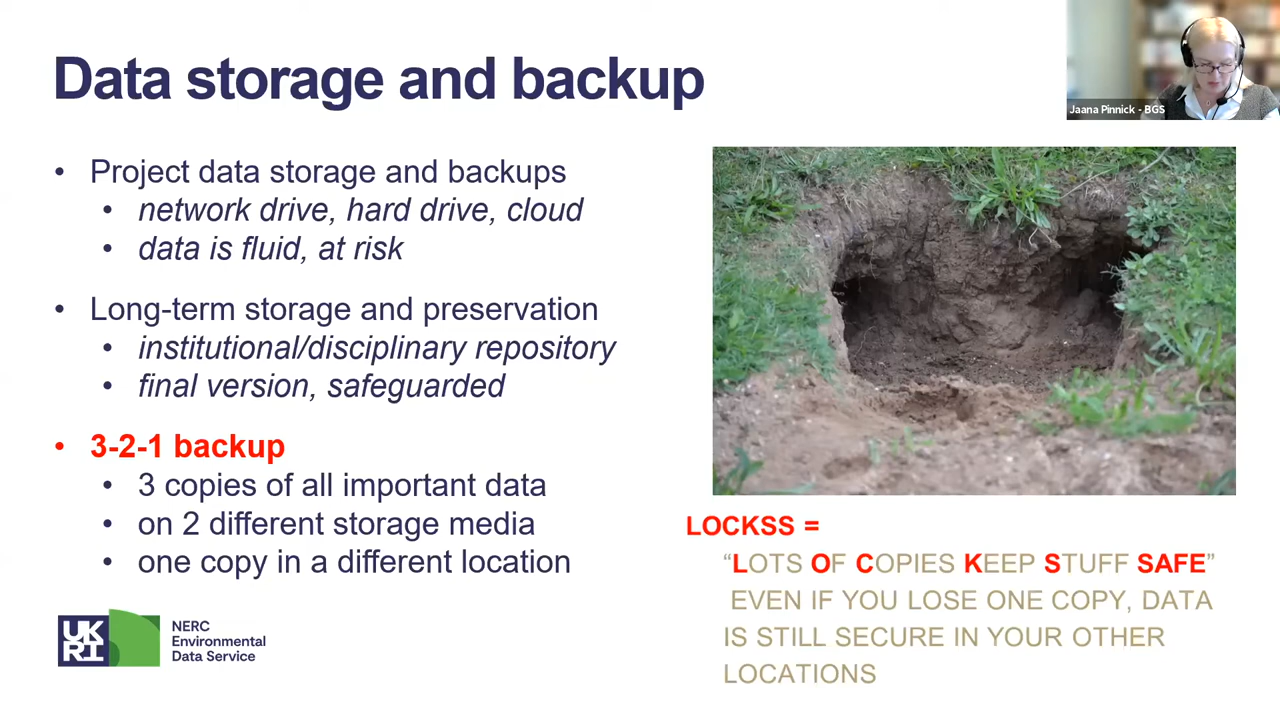 Data storage and backup
Jaana Pinnick - BGS
• Project data storage and backups
• network drive, hard drive, cloud
• data is fluid, at risk
• Long-term storage and preservation
• institutional/disciplinary repository
• final version, safeguarded
• 3-2-1 backup
• 3 copies of all important data
• on 2 different storage media
• one copy in a different location
LOCKSS =
“LOTS OF COPIES KEEP STUFF SAFE”
EVEN IF YOU LOSE ONE COPY, DATA
IS STILL SECURE IN YOUR OTHER
LOCATIONS
UK
RI
NERC
Environmental
Data Service